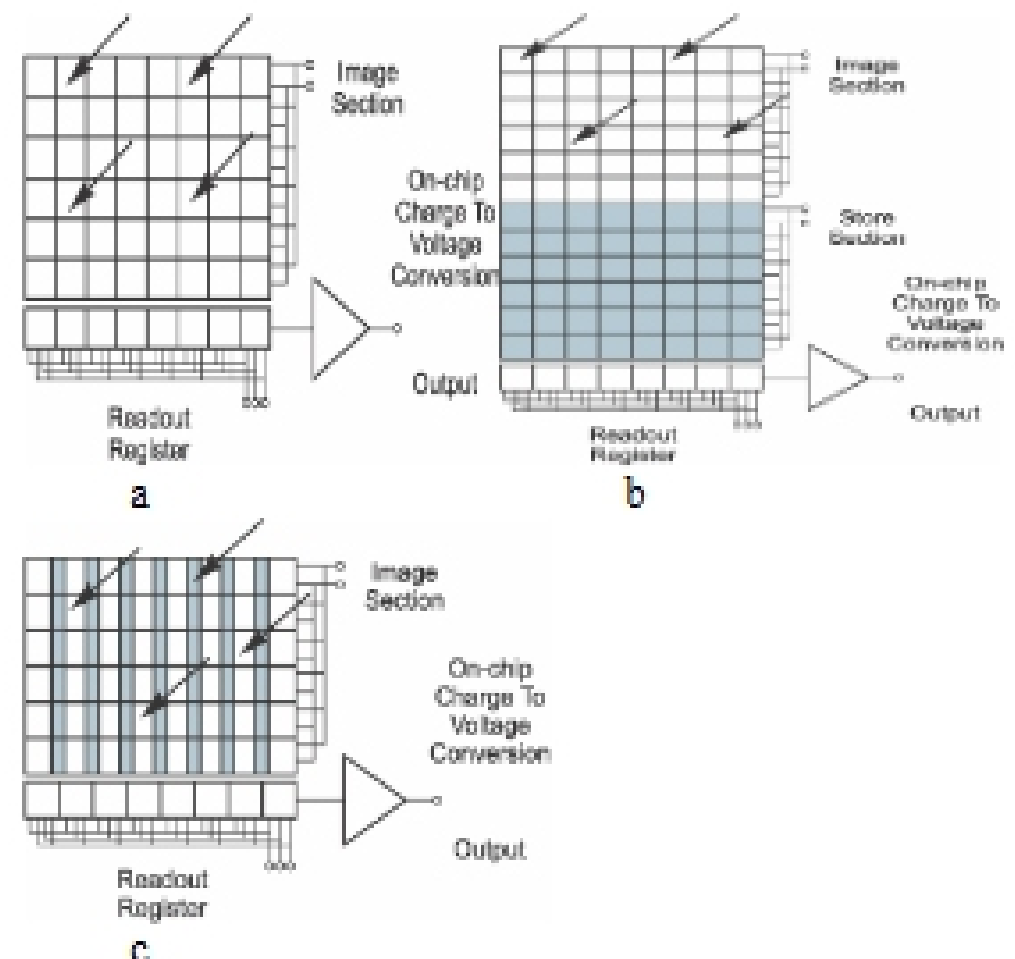 Image
Section
On-chip
Charge To
Voltage
Conversion
Output
Readout
Register
a
Image
Section
Store
Section
On-chip
Charge To
Voltage
Conversion
Output
Readout
Register
b
Image
Section
On-chip
Charge To
Voltage
Conversion
Output
Readout
Register
c